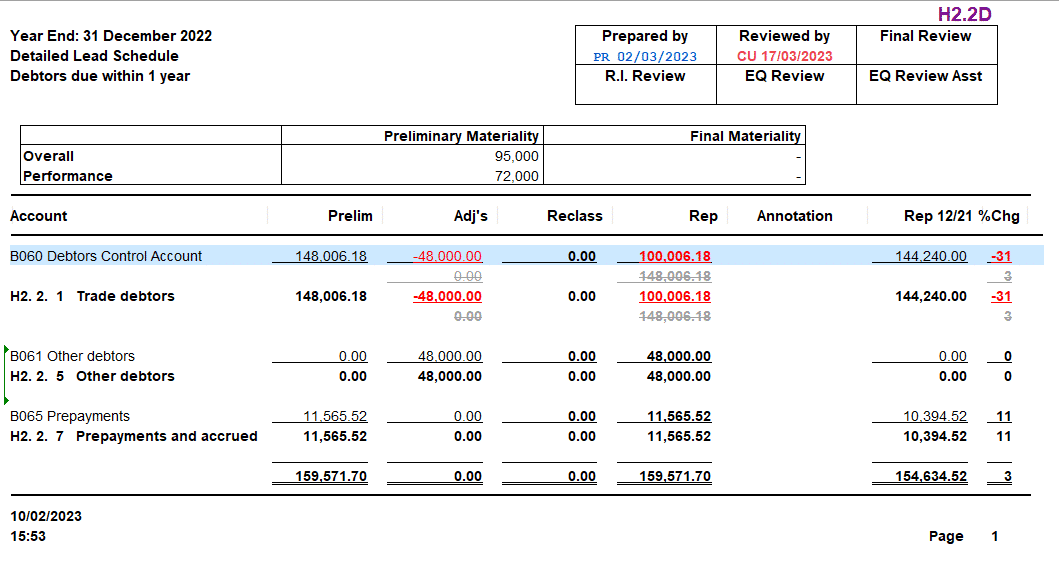 H2.2D
Year End: 31 December 2022
Detailed Lead Schedule
Debtors due within 1 year
Prepared by Reviewed by Final Review
PR 02/03/2023 CU 17/03/2023
R.I. Review EQ Review EQ Review Asst
Preliminary Materiality Final Materiality
Overall 95,000 -
Performance 72,000 -
Account Prelim Adj's Reclass Rep Annotation Rep 12/21 %Chg
B060 Debtors Control Account 148,006.18 -48,000.00 0.00 100,006.18 144,240.00 -31
0.00 148,006.18 3
H2. 2. 1 Trade debtors 148,006.18 -48,000.00 0.00 100,006.18 144,240.00 -31
0.00 148,006.18 3
B061 Other debtors 0.00 48,000.00 0.00 48,000.00 0.00 0
H2. 2. 5 Other debtors 0.00 48,000.00 0.00 48,000.00 0.00 0
B065 Prepayments 11,565.52 0.00 0.00 11,565.52 10,394.52 11
H2. 2. 7 Prepayments and accrued 11,565.52 0.00 0.00 11,565.52 10,394.52 11
159,571.70 0.00 0.00 159,571.70 154,634.52 3
10/02/2023
15:53
Page 1